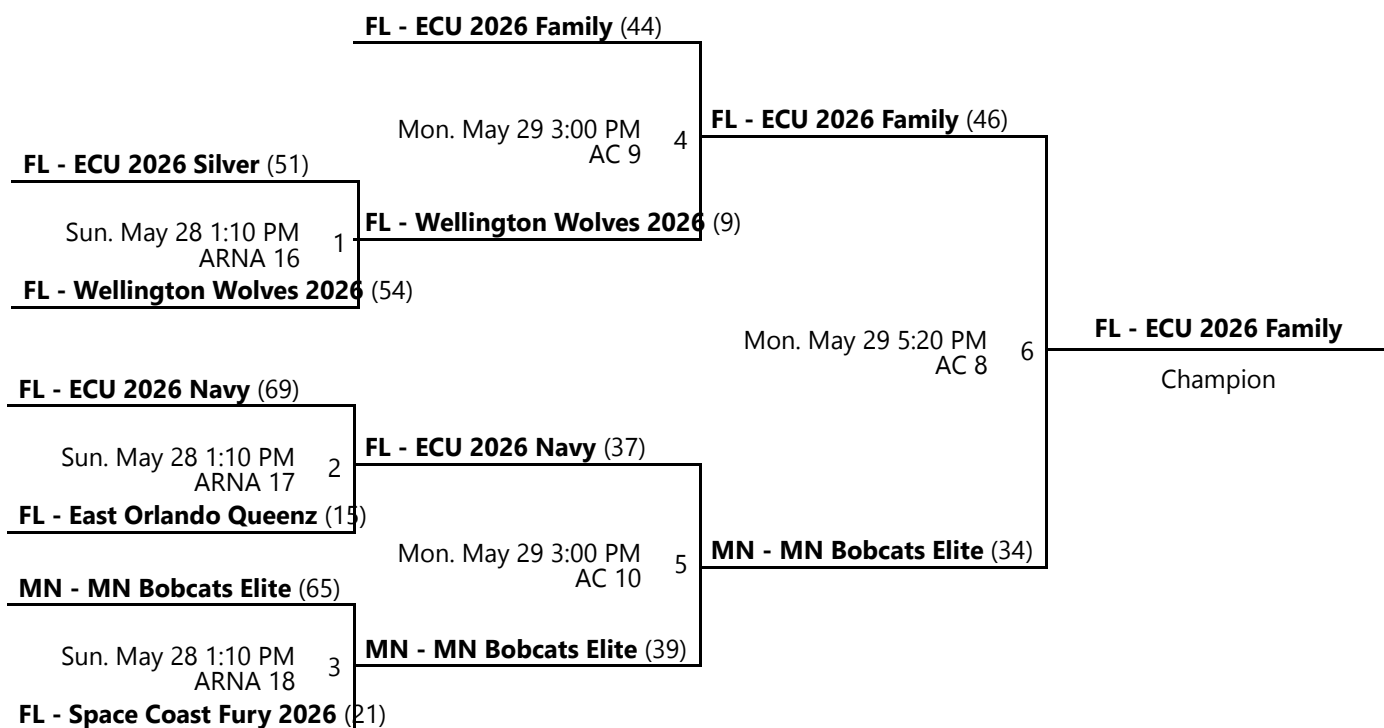 FL - ECU 2026 Family (44)
Mon. May 29 3:00 PM
AC 9
4
FL - ECU 2026 Family (46)
FL - ECU 2026 Silver (51)
Sun. May 28 1:10 PM
ARNA 16
1
FL - Wellington Wolves 2026 (9)
FL - Wellington Wolves 2026 (54)
Mon. May 29 5:20 PM
AC 8
6
FL - ECU 2026 Family
Champion
FL - ECU 2026 Navy (69)
Sun. May 28 1:10 PM
ARNA 17
2
FL - ECU 2026 Navy (37)
FL - East Orlando Queenz (15)
Mon. May 29 3:00 PM
AC 10
5
MN - MN Bobcats Elite (34)
MN - MN Bobcats Elite (65)
Sun. May 28 1:10 PM
ARNA 18
3
MN - MN Bobcats Elite (39)
FL - Space Coast Fury 2026 (21)